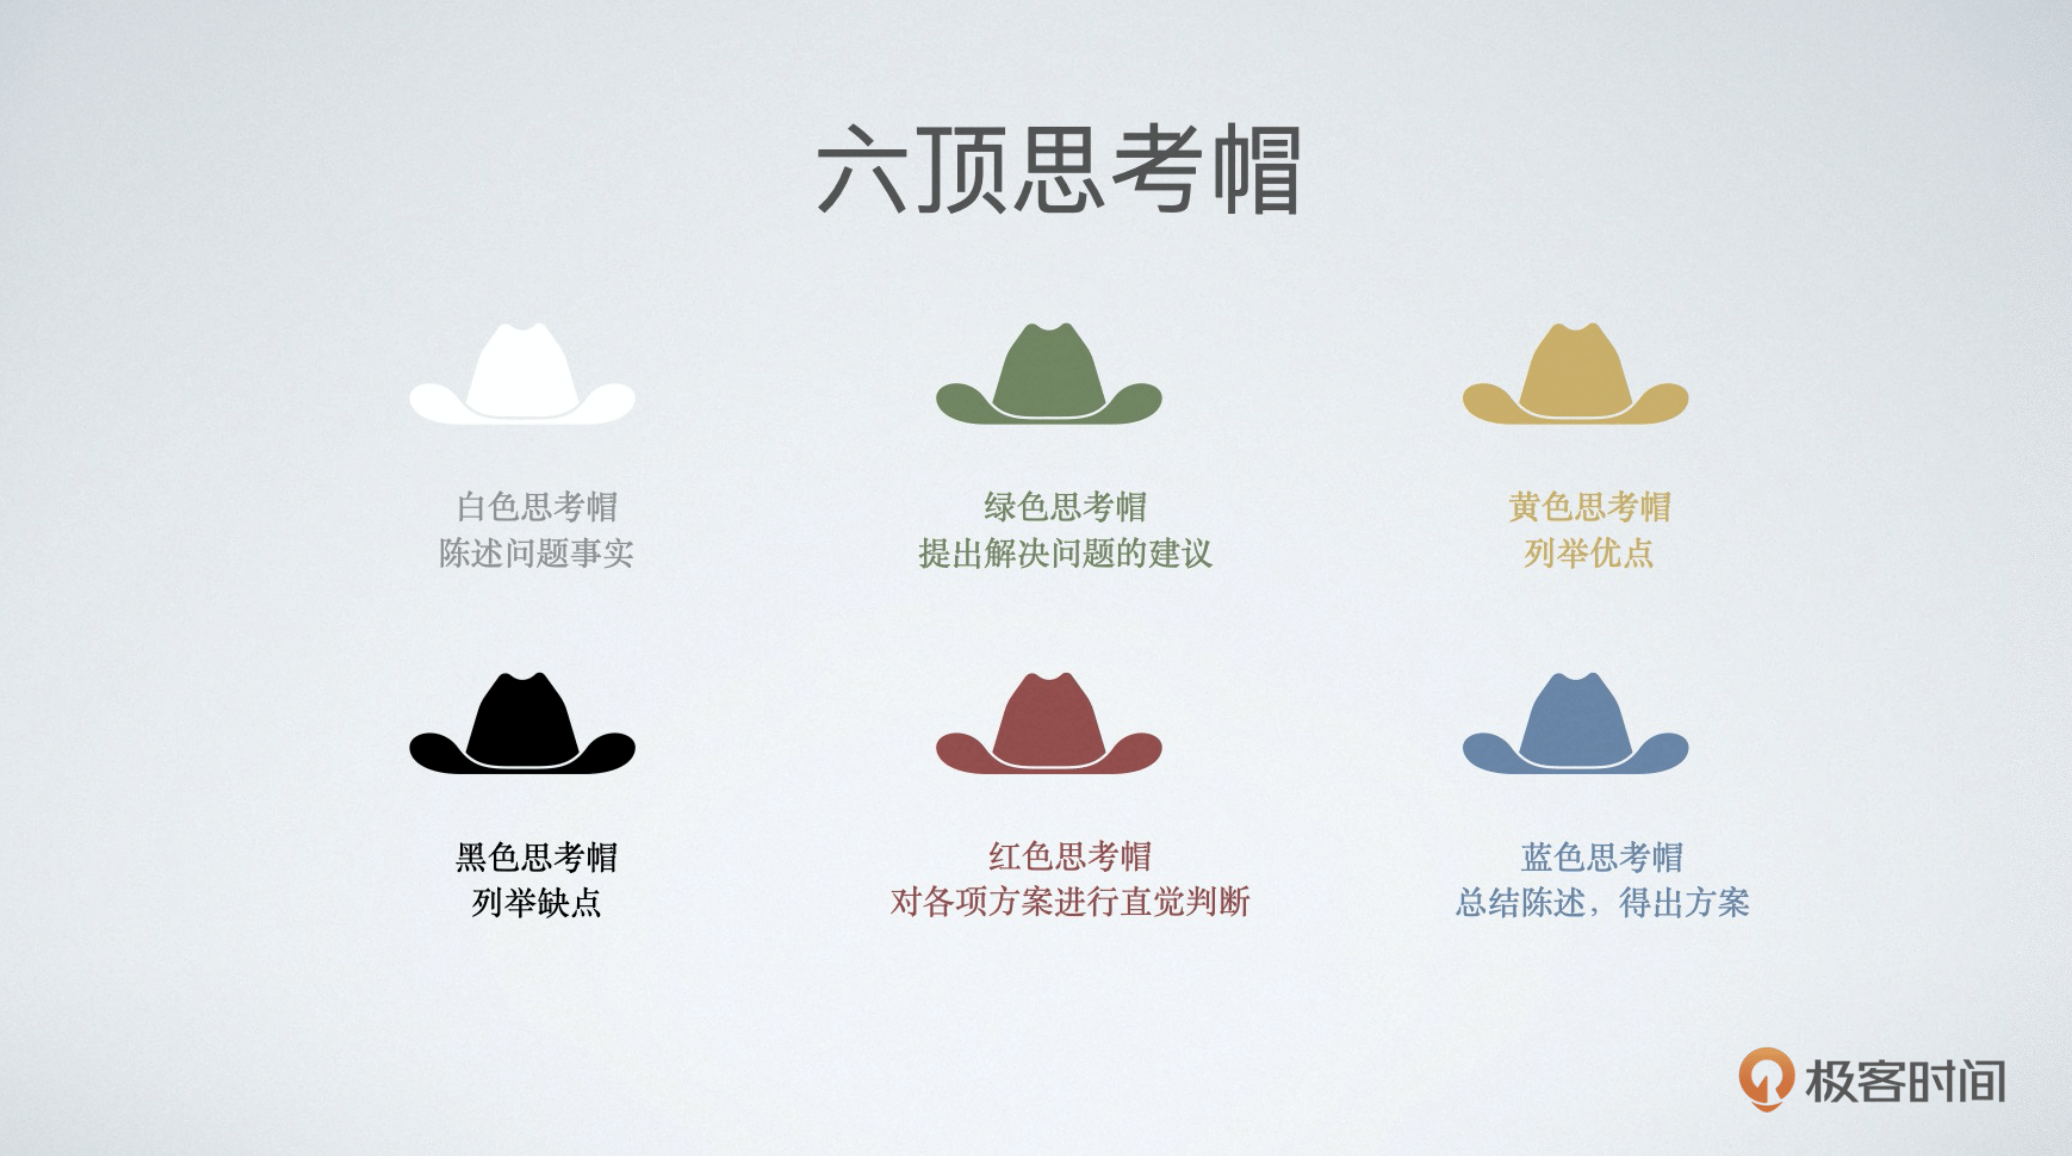 六顶思考帽
白色思考帽
陈述问题事实
绿色思考帽
提出解决问题的建议
黄色思考帽
列举优点
黑色思考帽
列举缺点
红色思考帽
对各项方案进行直觉判断
蓝色思考帽
总结陈述，得出方案
极客时间